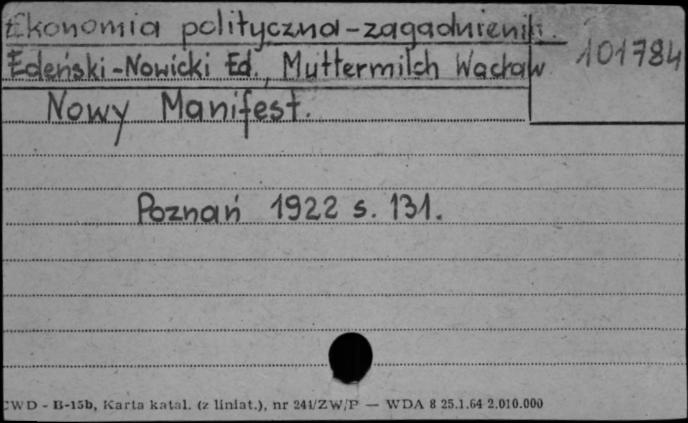 Ekonomia polityczna - zagadnienia.
101784
Edeński-Nowicki Ed., Muttermilch Wacław
Nowy Manifest.
Poznań 1922 s. 131.
CWD - B-15b, Karta katal. (z liniat.), nr 241/ZW/P — WDA 8 25.1.64 2.010.000